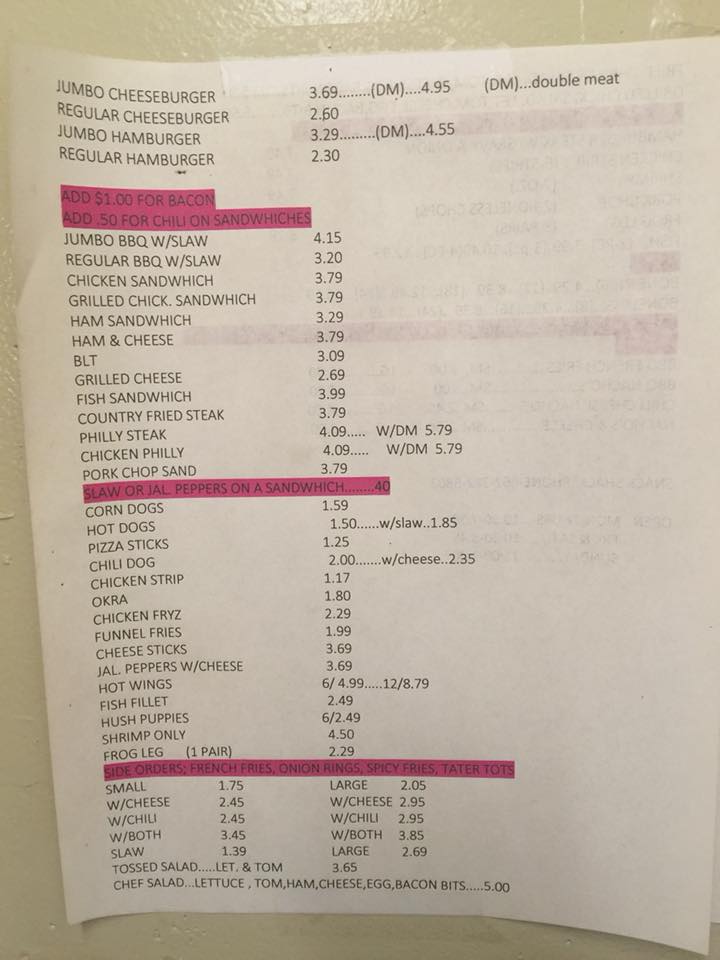 JUMBO CHEESEBURGER 3.69........(DM)....4.95 (DM)...double meat
REGULAR CHEESEBURGER 2.60
JUMBO HAMBURGER 3.29.........(DM)....4.55
REGULAR HAMBURGER 2.30
ADD $1.00 FOR BACON
ADD .50 FOR CHILI ON SANDWHICHES
JUMBO BBQ W/SLAW 4.15
REGULAR BBQ W/SLAW 3.20
CHICKEN SANDWHICH 3.79
GRILLED CHICK. SANDWHICH 3.79
HAM SANDWHICH 3.29
HAM & CHEESE 3.79
BLT 3.09
GRILLED CHEESE 2.69
FISH SANDWHICH 3.99
COUNTRY FRIED STEAK 3.79
PHILLY STEAK 4.09..... W/DM 5.79
CHICKEN PHILLY 4.09..... W/DM 5.79
PORK CHOP SAND 3.79
SLAW OR JAL. PEPPERS ON A SANDWHICH........40
CORN DOGS 1.59
HOT DOGS 1.50.....w/slaw..1.85
PIZZA STICKS 1.25
CHILI DOG 2.00.......w/cheese..2.35
CHICKEN STRIP 1.17
OKRA 1.80
CHICKEN FRYZ 2.29
FUNNEL FRIES 1.99
CHEESE STICKS 3.69
JAL. PEPPERS W/CHEESE 3.69
HOT WINGS 6/ 4.99.....12/8.79
FISH FILLET 2.49
HUSH PUPPIES 6/2.49
SHRIMP ONLY 4.50
FROG LEG (1 PAIR) 2.29
SIDE ORDERS; FRENCH FRIES, ONION RINGS, SPICY FRIES, TATER TOTS
SMALL 1.75 LARGE 2.05
W/CHEESE 2.45 W/CHEESE 2.95
W/CHILI 2.45 W/CHILI 2.95
W/BOTH 3.45 W/BOTH 3.85
SLAW 1.39 LARGE 2.69
TOSSED SALAD.....LET. & TOM 3.65
CHEF SALAD...LETTUCE , TOM,HAM,CHEESE,EGG,BACON BITS.....5.00